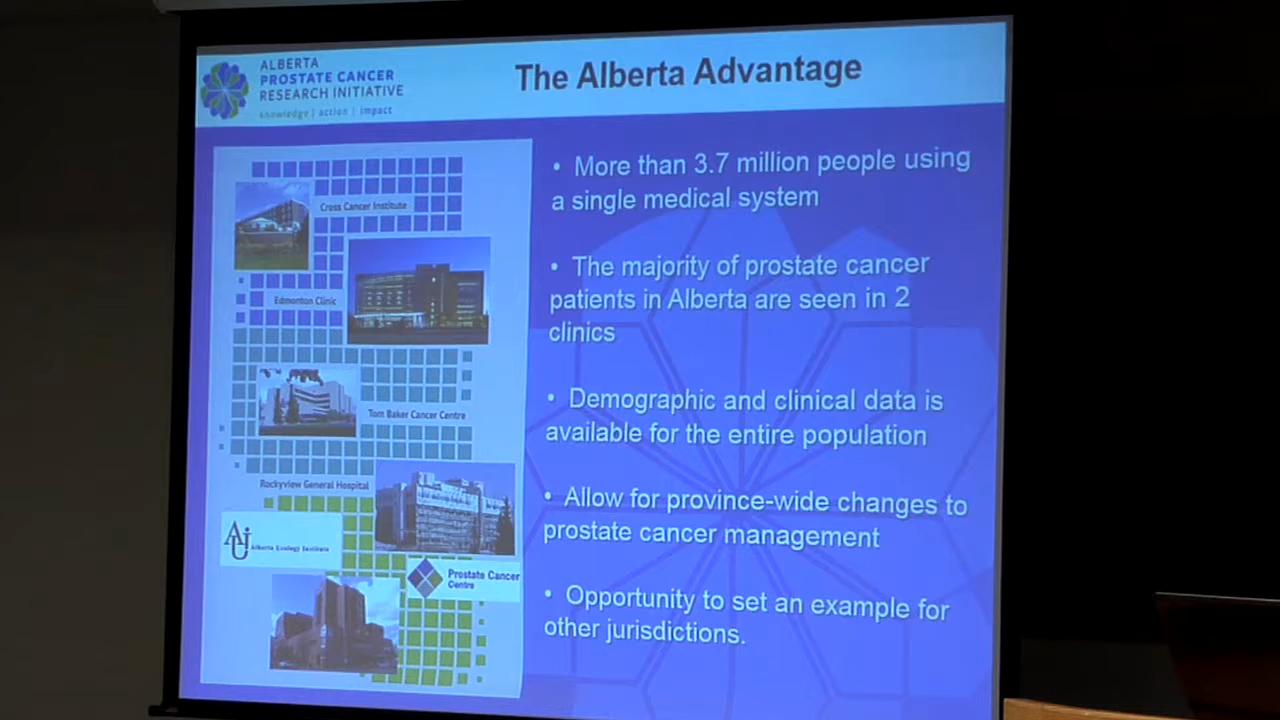 ALBERTA
PROSTATE CANCER
RESEARCH INITIATIVE
knowledge | action | impact
The Alberta Advantage
Cross Cancer Institute
Edmonton Clinic
Tom Baker Cancer Centre
Rockyview General Hospital
AUI
Alberta Urology Institute
Prostate Cancer
Centre
• More than 3.7 million people using
a single medical system
• The majority of prostate cancer
patients in Alberta are seen in 2
clinics
• Demographic and clinical data is
available for the entire population
• Allow for province-wide changes to
prostate cancer management
• Opportunity to set an example for
other jurisdictions.